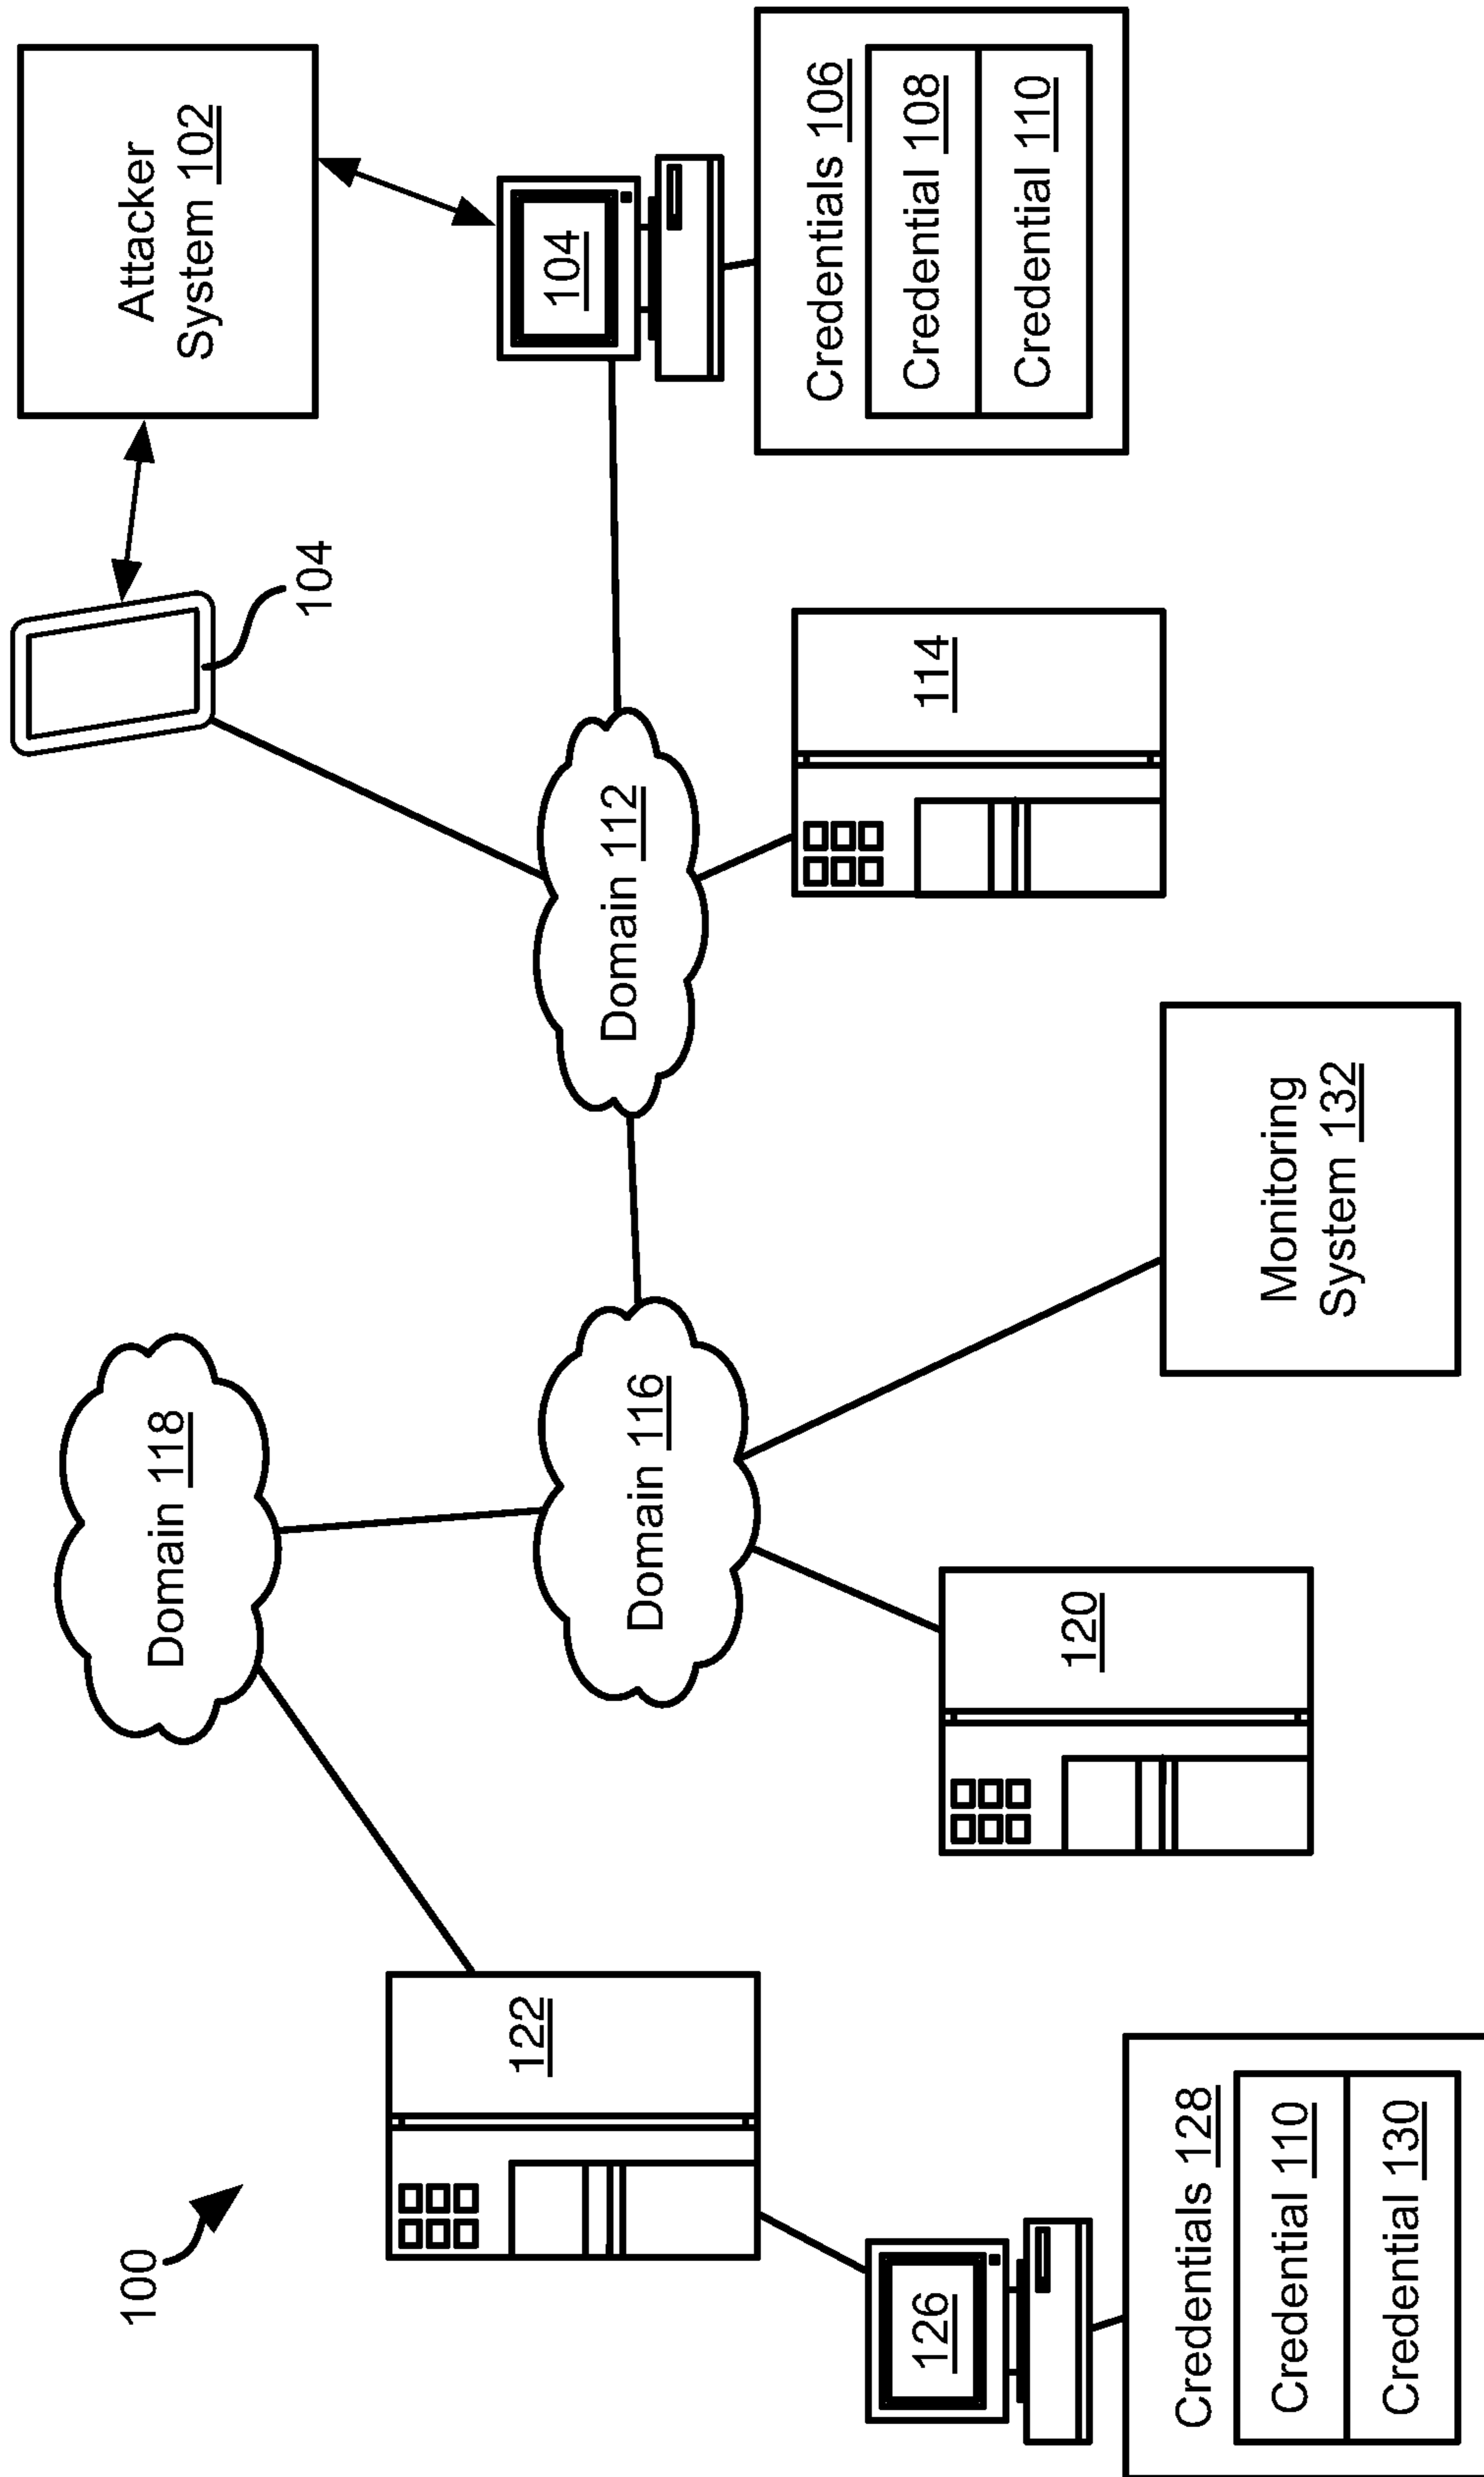 100
122
126
Credentials 128
Credential 110
Credential 130
Domain 118
Domain 116
120
Monitoring
System 132
Domain 112
114
104
Attacker
System 102
104
Credentials 106
Credential 108
Credential 110